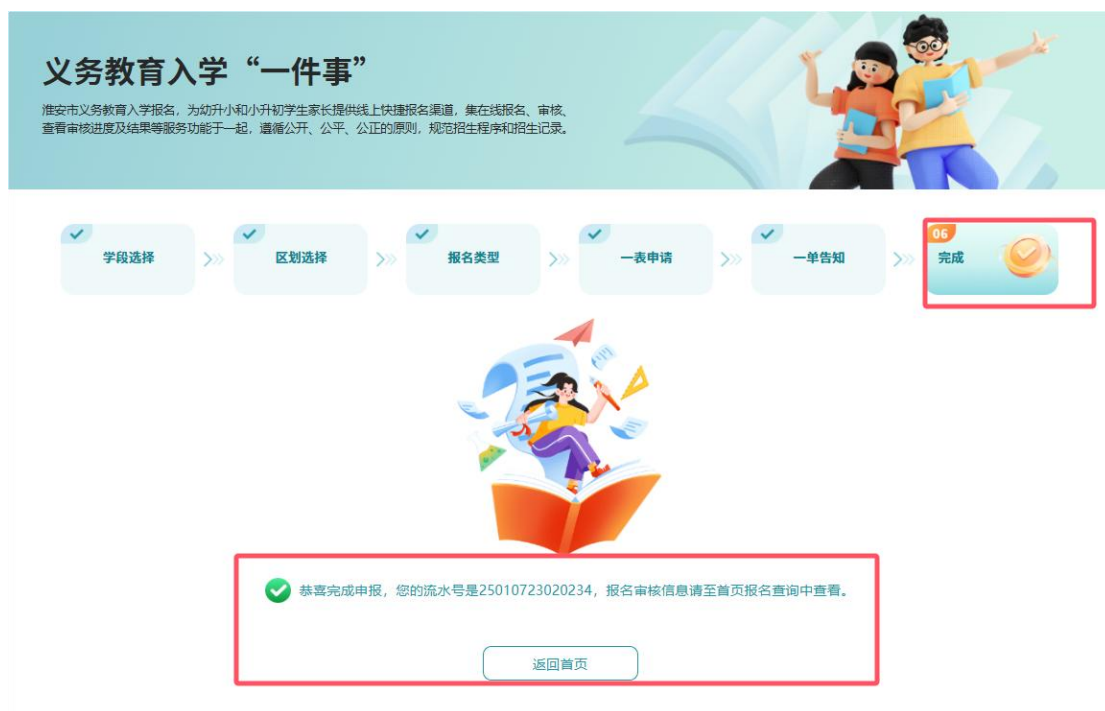 义务教育入学“一件事”
淮安市义务教育入学报名，为幼升小和小升初学生家长提供线上快捷报名渠道，集在线报名、审核、
查看审核进度及结果等服务功能于一起，遵循公开、公平、公正的原则，规范招生程序和招生记录。
学段选择
区划选择
报名类型
一表申请
一单告知
06
完成
恭喜完成申报，您的流水号是25010723020234，报名审核信息请至首页报名查询中查看。
返回首页